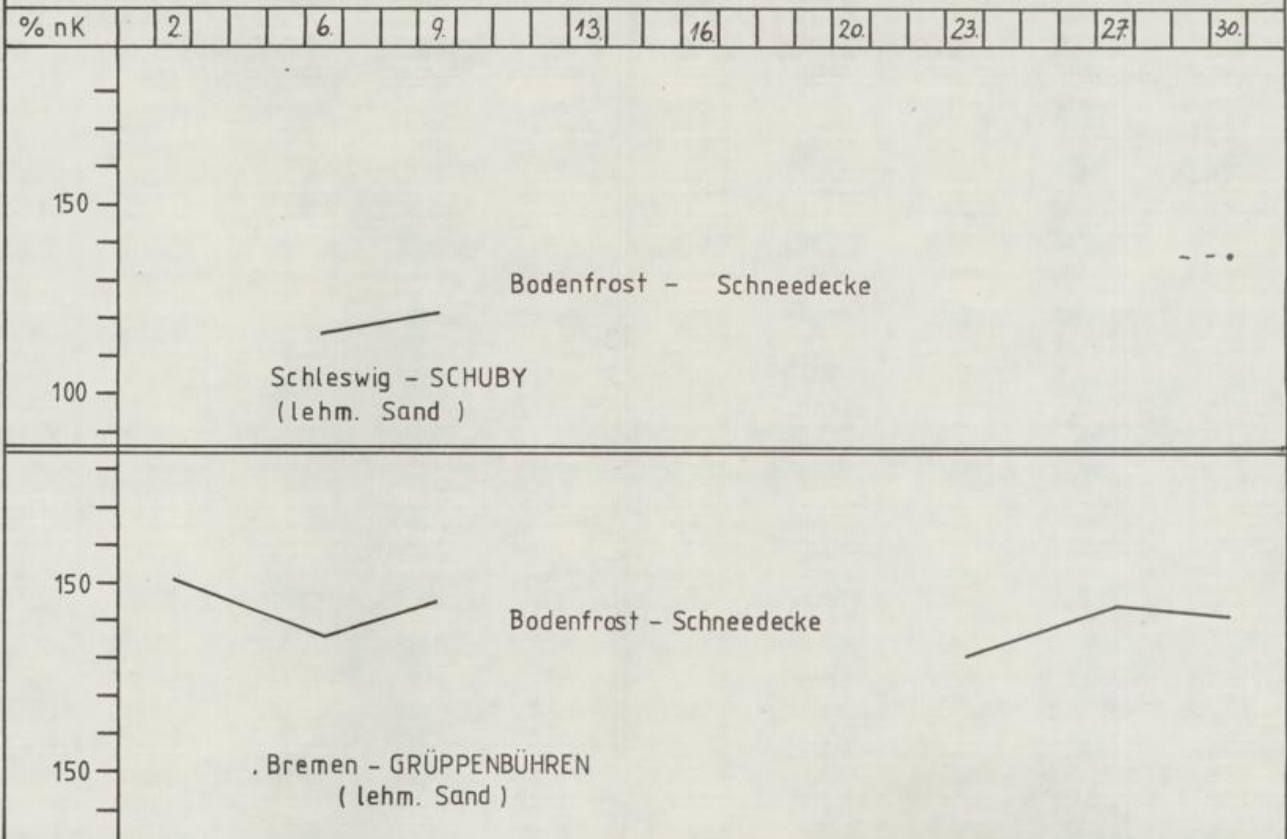 % nK 2. 6. 9. 13. 16. 20. 23. 27. 30.
150
Bodenfrost - Schneedecke
100
Schleswig - SCHUBY
(lehm. Sand )
150
Bodenfrost - Schneedecke
150
. Bremen - GRÜPPENBÜHREN
( lehm. Sand )